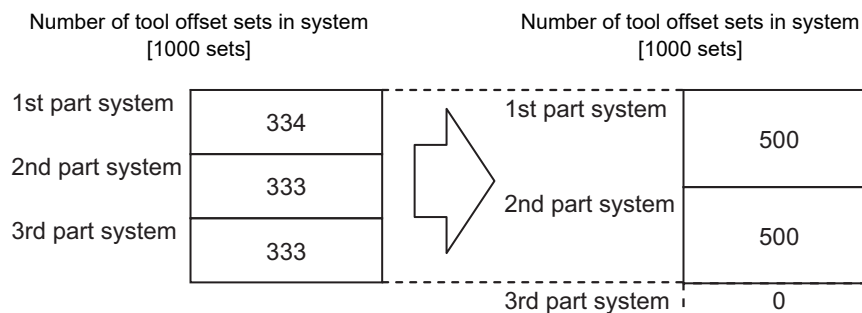 Number of tool offset sets in system
[1000 sets]
1st part system
334
2nd part system
333
3rd part system
333
Number of tool offset sets in system
[1000 sets]
1st part system
500
2nd part system
500
3rd part system
0